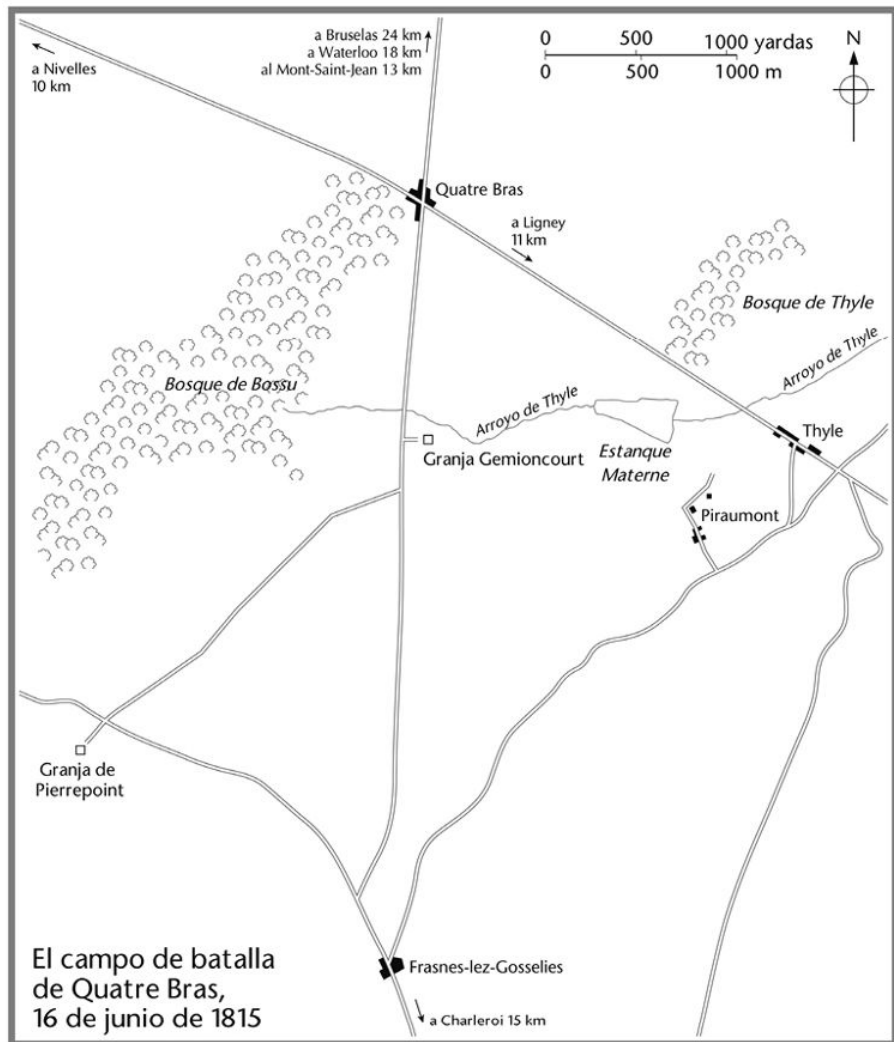 a Bruselas 24 km
a Waterloo 18 km
al Mont-Saint-Jean 13 km
0 500 1000 yardas
0 500 1000 m
N
a Nivelles
10 km
Quatre Bras
a Ligney
11 km
Bosque de Thyle
Arroyo de Thyle
Bosque de Bossu
Arroyo de Thyle
Thyle
Granja Gemioncourt
Estanque
Materne
Piraumont
Granja de
Pierrepoint
Frasnes-lez-Gosselies
a Charleroi 15 km
El campo de batalla
de Quatre Bras,
16 de junio de 1815